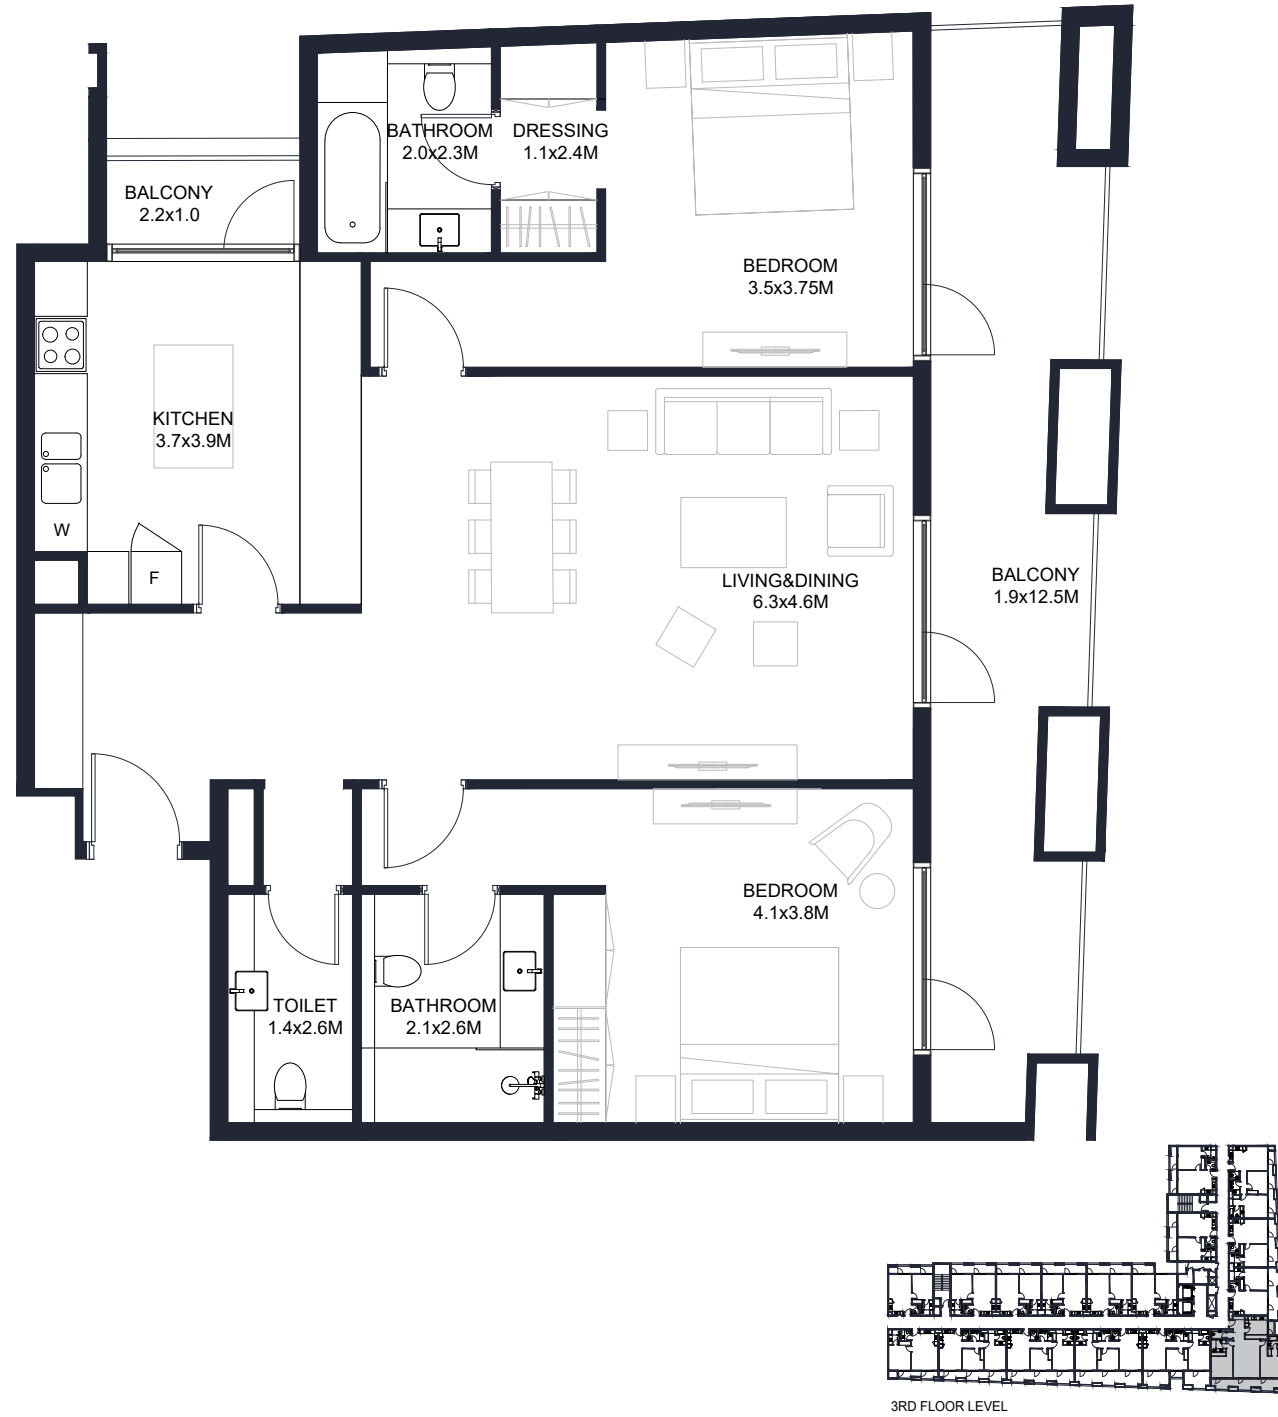 BATHROOM
2.0x2.3M
DRESSING
1.1x2.4M
BALCONY
2.2x1.0
BEDROOM
3.5x3.75M
KITCHEN
3.7x3.9M
W
F
LIVING&DINING
6.3x4.6M
BALCONY
1.9x12.5M
BEDROOM
4.1x3.8M
TOILET
1.4x2.6M
BATHROOM
2.1x2.6M
3RD FLOOR LEVEL